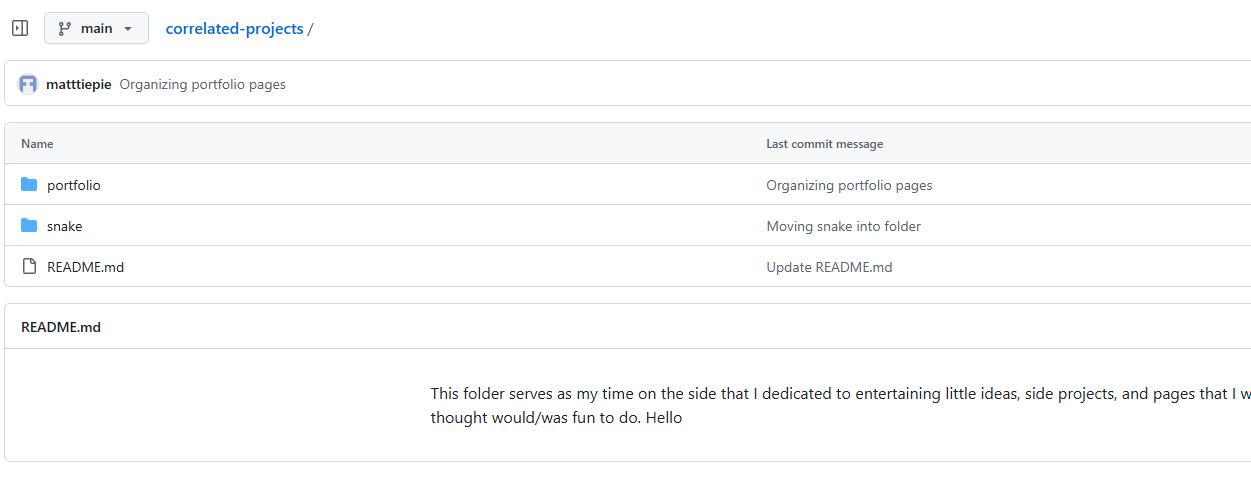 main
correlated-projects /
matttiepie Organizing portfolio pages
Name Last commit message
portfolio Organizing portfolio pages
snake Moving snake into folder
README.md Update README.md
README.md
This folder serves as my time on the side that I dedicated to entertaining little ideas, side projects, and pages that I
thought would/was fun to do. Hello